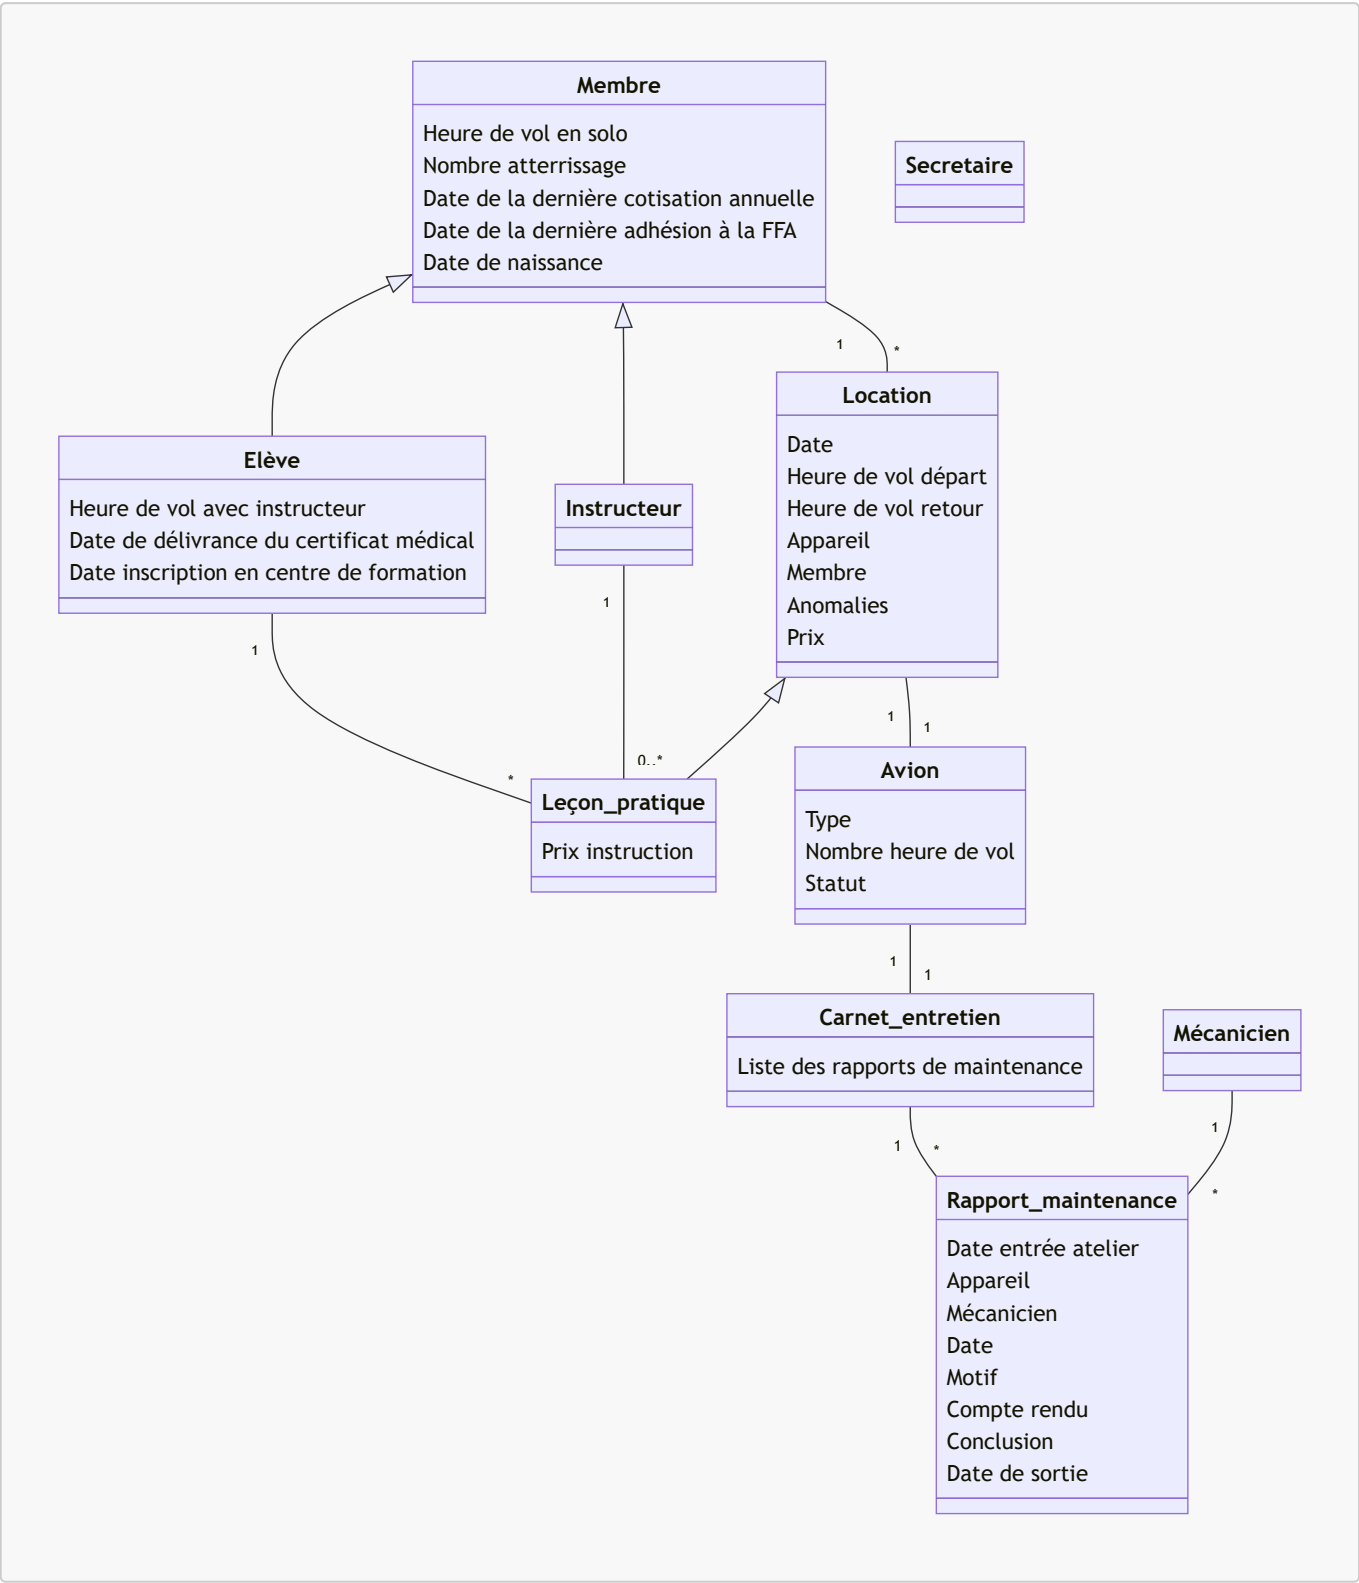 Membre
Heure de vol en solo
Nombre atterrissage
Date de la dernière cotisation annuelle
Date de la dernière adhésion à la FFA
Date de naissance
Secretaire
1
*
Location
Date
Heure de vol départ
Heure de vol retour
Appareil
Membre
Anomalies
Prix
Elève
Heure de vol avec instructeur
Date de délivrance du certificat médical
Date inscription en centre de formation
Instructeur
1
1
1
1
0..*
*
Leçon_pratique
Prix instruction
Avion
Type
Nombre heure de vol
Statut
1
1
Carnet_entretien
Liste des rapports de maintenance
Mécanicien
1
*
1
*
Rapport_maintenance
Date entrée atelier
Appareil
Mécanicien
Date
Motif
Compte rendu
Conclusion
Date de sortie